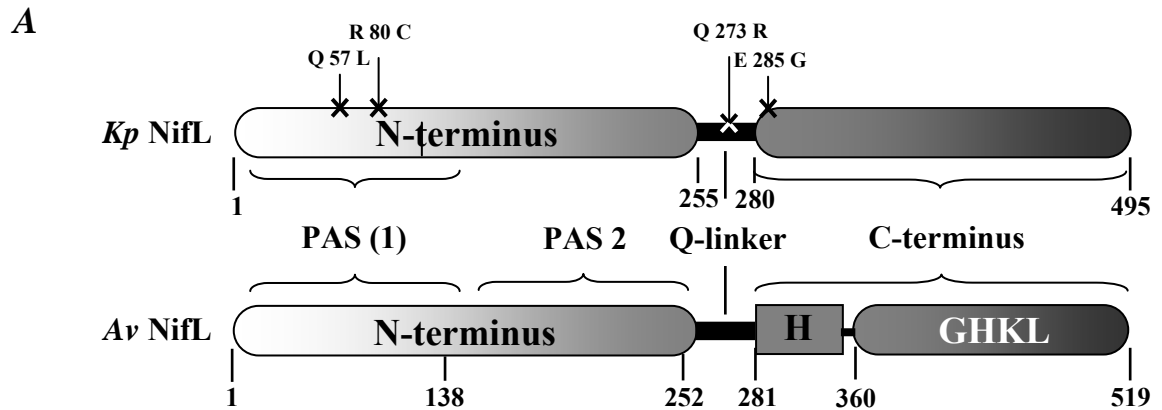 A
R 80 C
Q 273 R
Q 57 L
E 285 G
Kp NifL
N-terminus
1
255
280
495
PAS (1)
PAS 2
Q-linker
C-terminus
Av NifL
N-terminus
H
GHKL
1
138
252
281
360
519